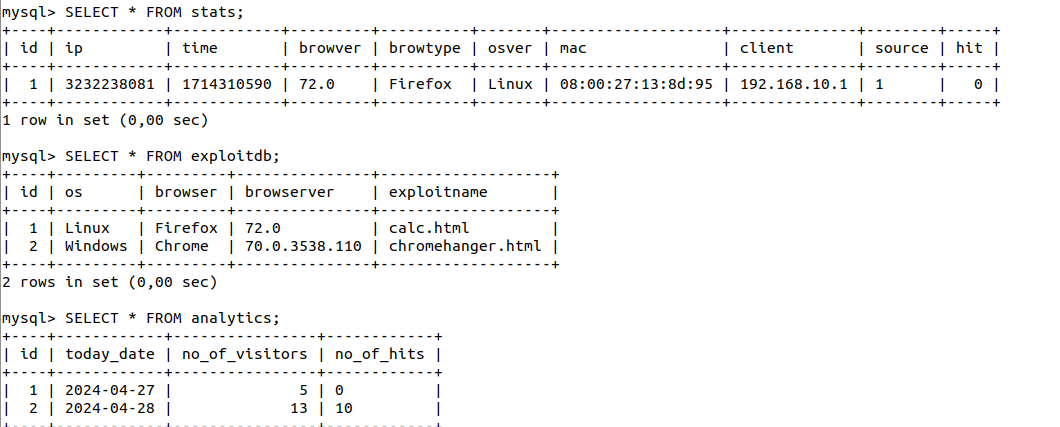 mysql> SELECT * FROM stats;
+----+------------+------------+---------+----------+-------+-------------------+--------------+--------+-----+
| id | ip         | time       | browver | browtype | osver | mac               | client       | source | hit |
+----+------------+------------+---------+----------+-------+-------------------+--------------+--------+-----+
|  1 | 3232238081 | 1714310590 | 72.0    | Firefox  | Linux | 08:00:27:13:8d:95 | 192.168.10.1 | 1      |   0 |
+----+------------+------------+---------+----------+-------+-------------------+--------------+--------+-----+
1 row in set (0,00 sec)

mysql> SELECT * FROM exploitdb;
+----+---------+---------+---------------+-------------------+
| id | os      | browser | browserver    | exploitname       |
+----+---------+---------+---------------+-------------------+
|  1 | Linux   | Firefox | 72.0          | calc.html         |
|  2 | Windows | Chrome  | 70.0.3538.110 | chromehanger.html |
+----+---------+---------+---------------+-------------------+
2 rows in set (0,00 sec)

mysql> SELECT * FROM analytics;
+----+------------+----------------+------------+
| id | today_date | no_of_visitors | no_of_hits |
+----+------------+----------------+------------+
|  1 | 2024-04-27 |              5 | 0          |
|  2 | 2024-04-28 |             13 | 10         |
+----+------------+----------------+------------+